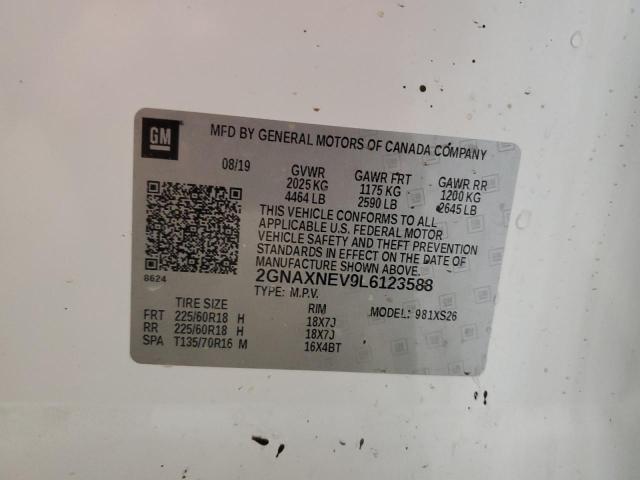 GM
MFD BY GENERAL MOTORS OF CANADA COMPANY
08/19 GVWR GAWR FRT GAWR RR
2025 KG 1175 KG 1200 KG
4464 LB 2590 LB 2645 LB
THIS VEHICLE CONFORMS TO ALL
APPLICABLE U.S. FEDERAL MOTOR
VEHICLE SAFETY AND THEFT PREVENTION
STANDARDS IN EFFECT ON THE DATE OF
MANUFACTURE SHOWN ABOVE.
8624
2GNAXNEV9L6123588
TYPE: M.P.V.
TIRE SIZE RIM MODEL: 981XS26
FRT 225/60R18 H 18X7J
RR 225/60R18 H 18X7J
SPA T135/70R16 M 16X4BT